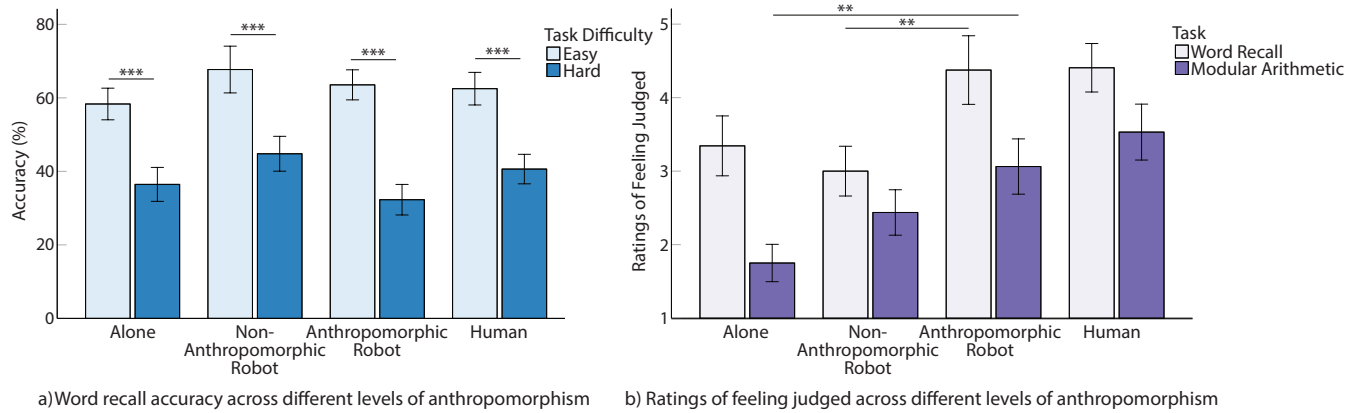 80
60
40
20
0
Accuracy (%)
***
***
***
***
Task Difficulty
Easy
Hard
Alone
Non-
Anthropomorphic
Robot
Anthropomorphic
Robot
Human
a)Word recall accuracy across different levels of anthropomorphism
5
4
3
2
1
Ratings of Feeling Judged
**
**
Task
Word Recall
Modular Arithmetic
Alone
Non-
Anthropomorphic
Robot
Anthropomorphic
Robot
Human
b) Ratings of feeling judged across different levels of anthropomorphism